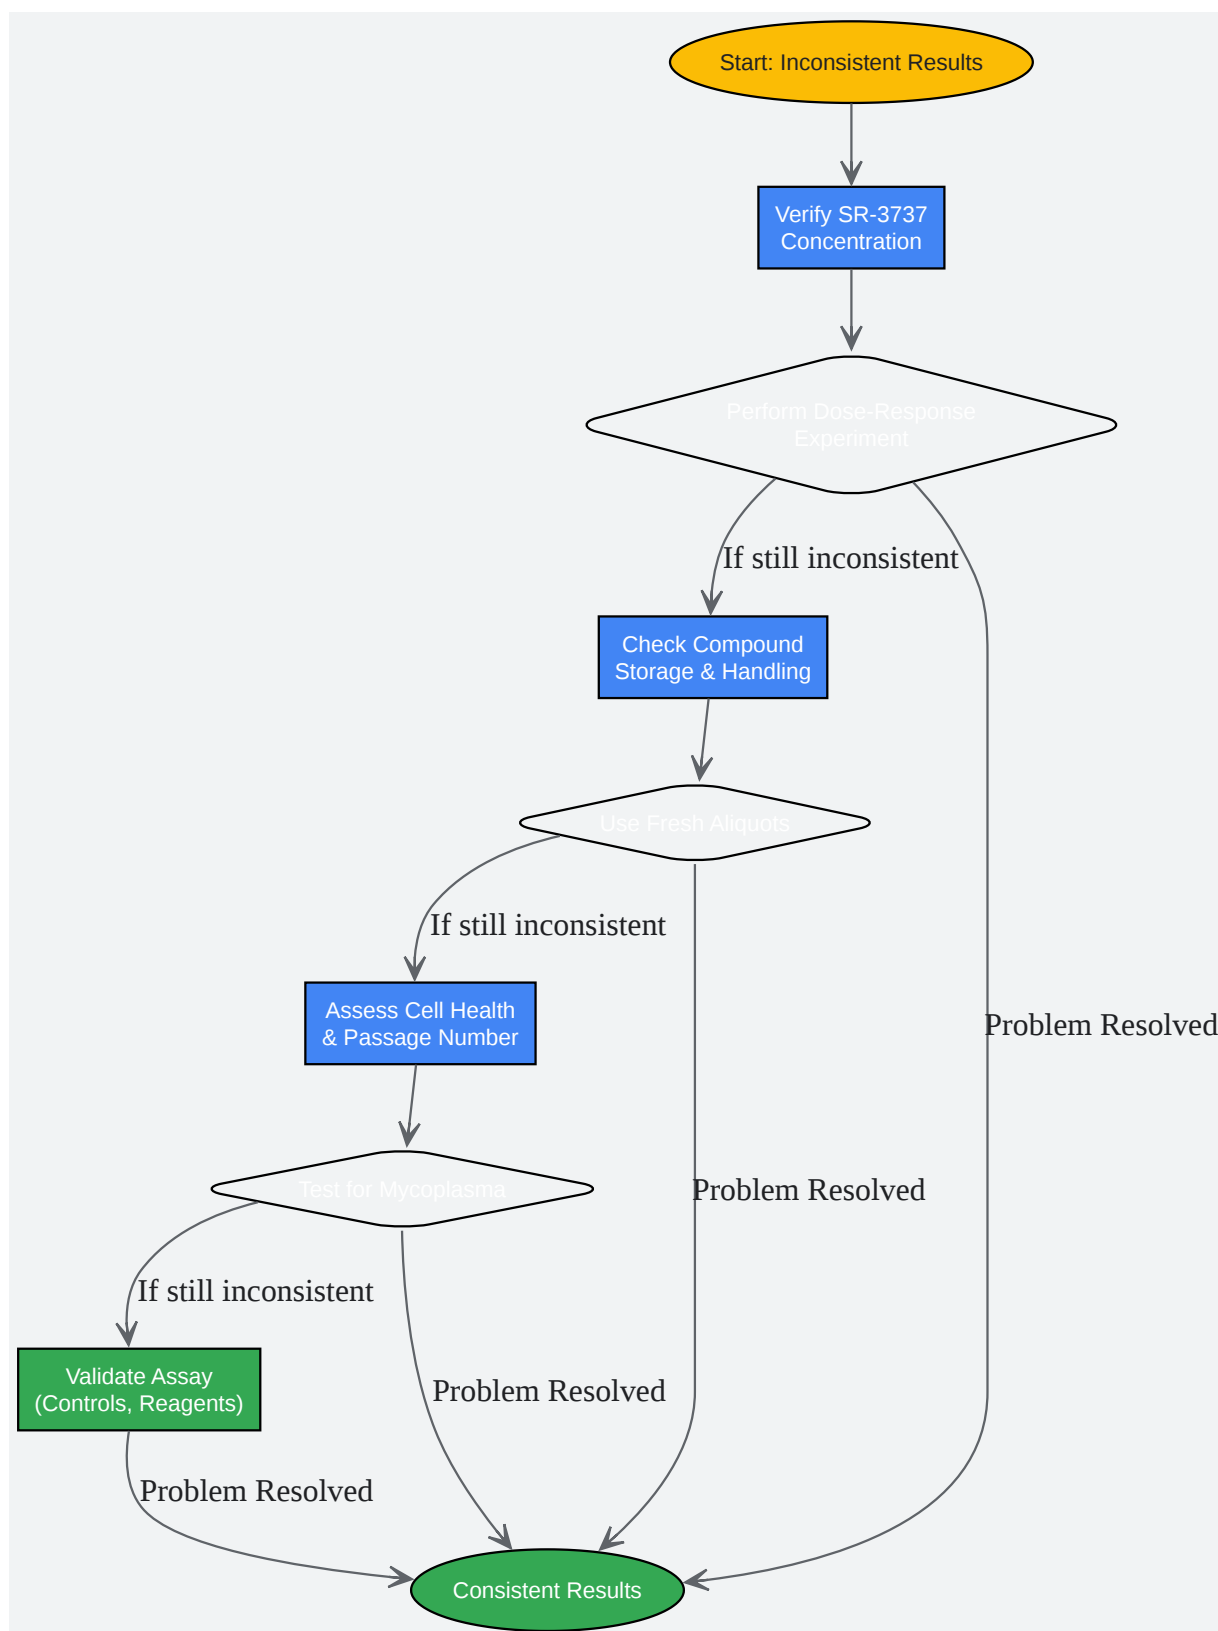 Start: Inconsistent Results
Verify SR-3737
Concentration
Perform Dose-Response
Experiment
If still inconsistent
Check Compound
Storage & Handling
Use Fresh Aliquots
If still inconsistent
Assess Cell Health
& Passage Number
Problem Resolved
Test for Mycoplasma
Problem Resolved
If still inconsistent
Validate Assay
(Controls, Reagents)
Problem Resolved
Problem Resolved
Consistent Results